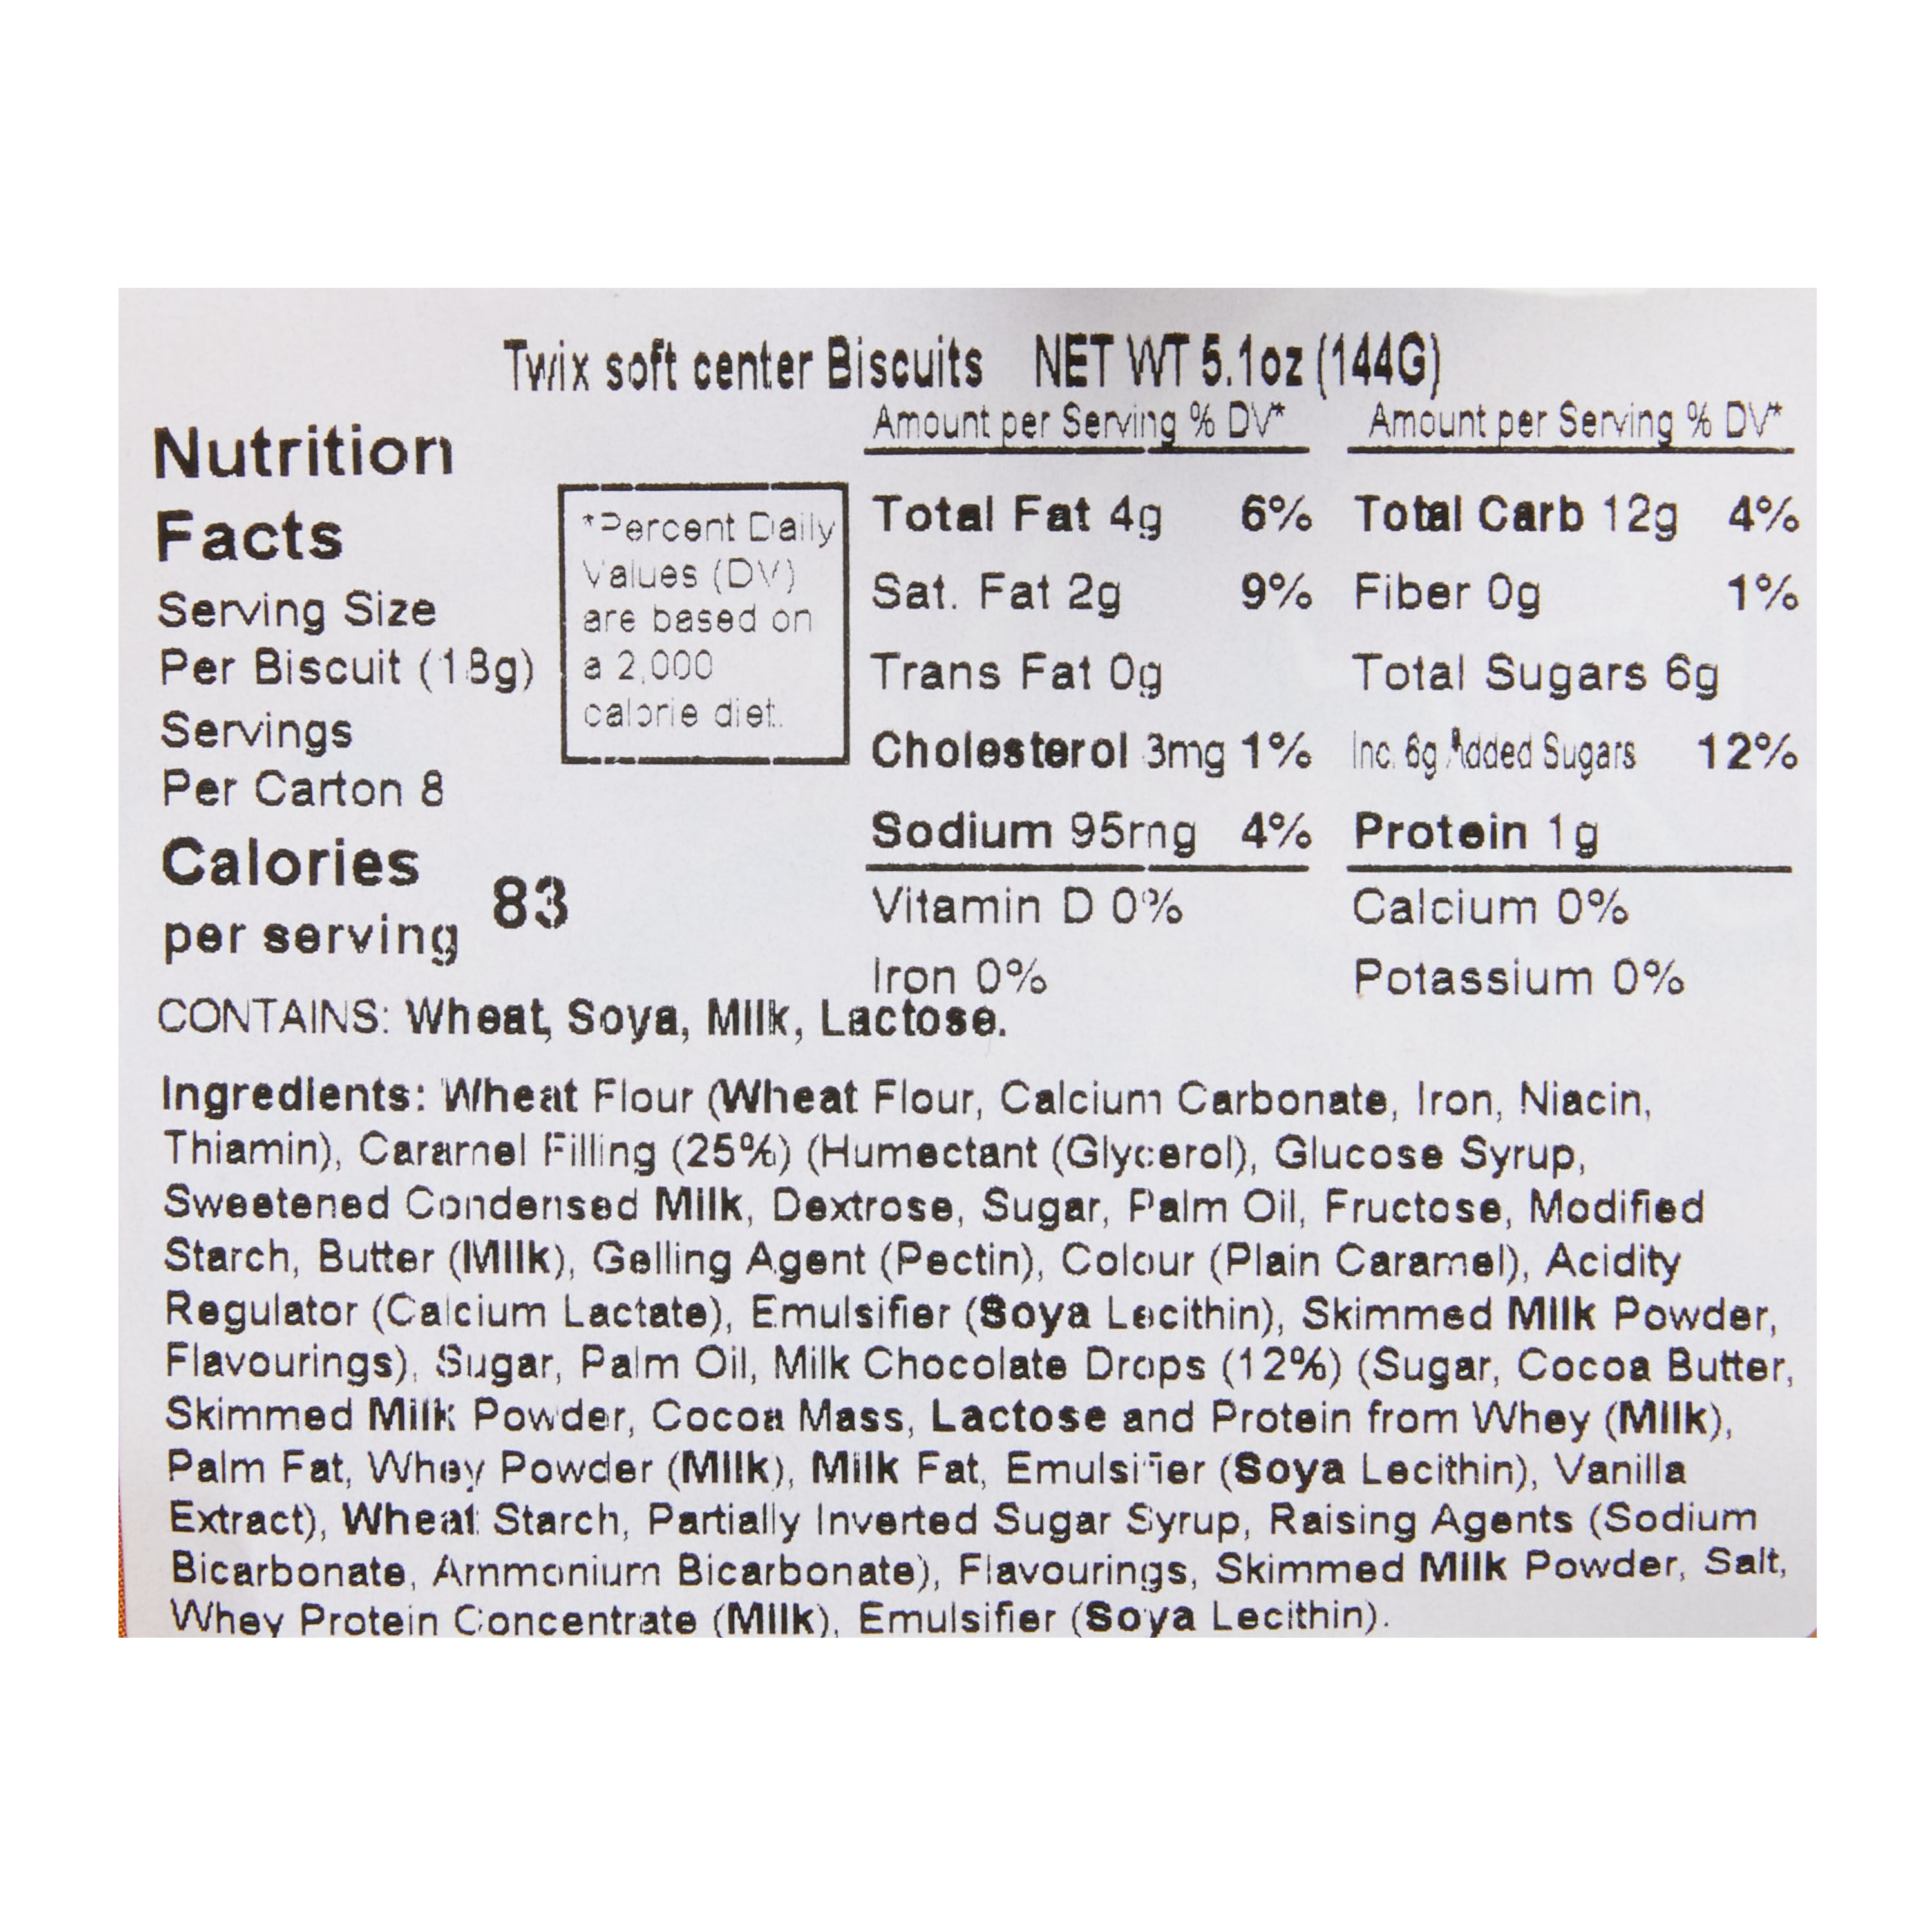 Twix soft center Biscuits NET WT 5.1oz (144G)
Nutrition
Facts
Serving Size
Per Biscuit (18g)
Servings
Per Carton 8
Calories
per serving 83
*Percent Daily
Values (DV)
are based on
a 2,000
calorie diet.
Amount per Serving % DV*
Total Fat 4g 6%
Sat. Fat 2g 9%
Trans Fat 0g
Cholesterol 3mg 1%
Sodium 95mg 4%
Vitamin D 0%
Iron 0%
Amount per Serving % DV*
Total Carb 12g 4%
Fiber 0g 1%
Total Sugars 6g
Inc. 6g Added Sugars 12%
Protein 1g
Calcium 0%
Potassium 0%
CONTAINS: Wheat, Soya, Milk, Lactose.
Ingredients: Wheat Flour (Wheat Flour, Calcium Carbonate, Iron, Niacin,
Thiamin), Caramel Filling (25%) (Humectant (Glycerol), Glucose Syrup,
Sweetened Condensed Milk, Dextrose, Sugar, Palm Oil, Fructose, Modified
Starch, Butter (Milk), Gelling Agent (Pectin), Colour (Plain Caramel), Acidity
Regulator (Calcium Lactate), Emulsifier (Soya Lecithin), Skimmed Milk Powder,
Flavourings), Sugar, Palm Oil, Milk Chocolate Drops (12%) (Sugar, Cocoa Butter,
Skimmed Milk Powder, Cocoa Mass, Lactose and Protein from Whey (Milk),
Palm Fat, Whey Powder (Milk), Milk Fat, Emulsifier (Soya Lecithin), Vanilla
Extract), Wheat Starch, Partially Inverted Sugar Syrup, Raising Agents (Sodium
Bicarbonate, Ammonium Bicarbonate), Flavourings, Skimmed Milk Powder, Salt,
Whey Protein Concentrate (Milk), Emulsifier (Soya Lecithin).